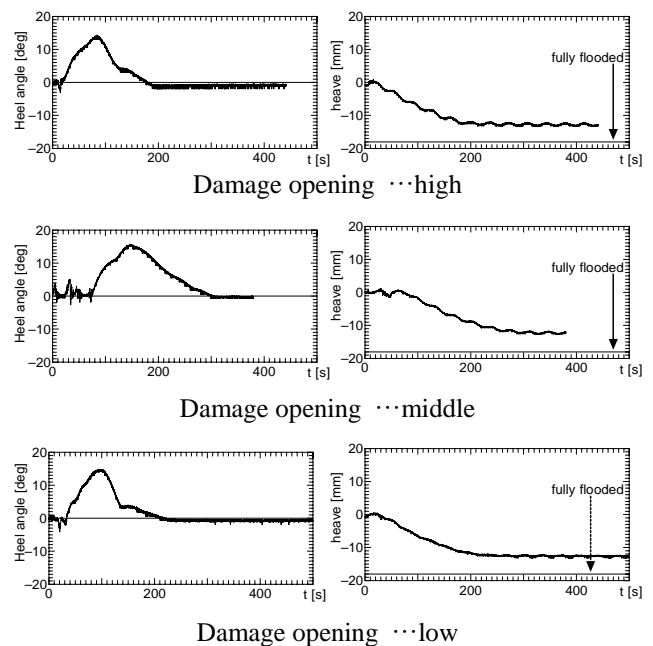 Heel angle [deg]
20
10
0
−10
−20
0
200
400
t [s]
heave [mm]
20
10
0
−10
−20
0
200
400
t [s]
fully flooded
Damage opening ⋯high
Heel angle [deg]
20
10
0
−10
−20
0
200
400
t [s]
heave [mm]
20
10
0
−10
−20
0
200
400
t [s]
fully flooded
Damage opening ⋯middle
Heel angle [deg]
20
10
0
−10
−20
0
200
400
t [s]
heave [mm]
20
10
0
−10
−20
0
200
400
t [s]
fully flooded
Damage opening ⋯low